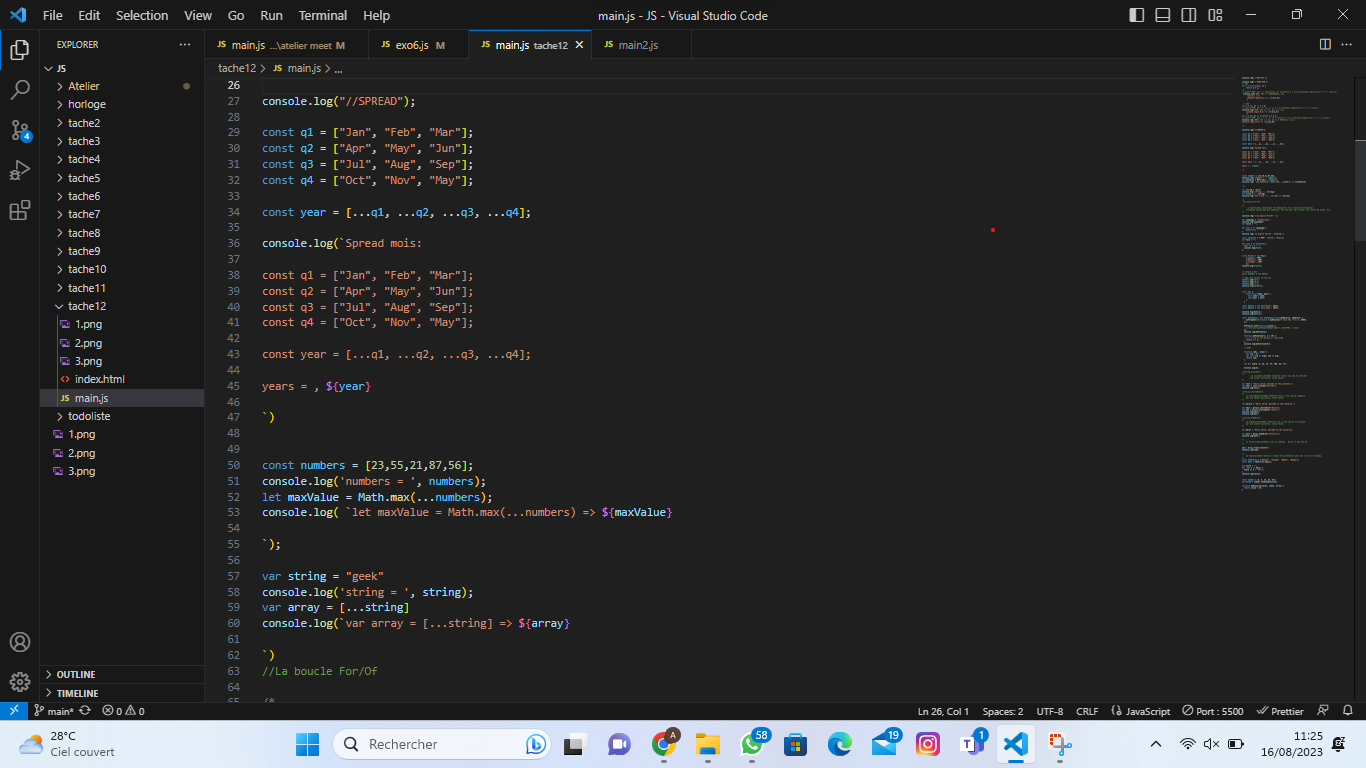 File Edit Selection View Go Run Terminal Help
main.js - JS - Visual Studio Code
EXPLORER
JS main.js ...\atelier meet M
JS exo6.js M
JS main.js tache12
JS main2.js
tache12 > JS main.js > ...
JS
Atelier
horloge
tache2
tache3
tache4
tache5
tache6
tache7
tache8
tache9
tache10
tache11
tache12
1.png
2.png
3.png
index.html
JS main.js
todoliste
1.png
2.png
3.png
OUTLINE
TIMELINE
4
26
27 console.log("//SPREAD");
28
29 const q1 = ["Jan", "Feb", "Mar"];
30 const q2 = ["Apr", "May", "Jun"];
31 const q3 = ["Jul", "Aug", "Sep"];
32 const q4 = ["Oct", "Nov", "May"];
33
34 const year = [...q1, ...q2, ...q3, ...q4];
35
36 console.log(`Spread mois:
37
38 const q1 = ["Jan", "Feb", "Mar"];
39 const q2 = ["Apr", "May", "Jun"];
40 const q3 = ["Jul", "Aug", "Sep"];
41 const q4 = ["Oct", "Nov", "May"];
42
43 const year = [...q1, ...q2, ...q3, ...q4];
44
45 years = , ${year}
46
47 `)
48
49
50 const numbers = [23,55,21,87,56];
51 console.log('numbers = ', numbers);
52 let maxValue = Math.max(...numbers);
53 console.log( `let maxValue = Math.max(...numbers) => ${maxValue}
54
55 `);
56
57 var string = "geek"
58 console.log('string = ', string);
59 var array = [...string]
60 console.log(`var array = [...string] => ${array}
61
62 `)
63 //La boucle For/Of
64
65 /*
main* 0 0
Ln 26, Col 1 Spaces: 2 UTF-8 CRLF JavaScript Port : 5500 Prettier
28°C
Ciel couvert
Rechercher
A
58
19
1
11:25
16/08/2023